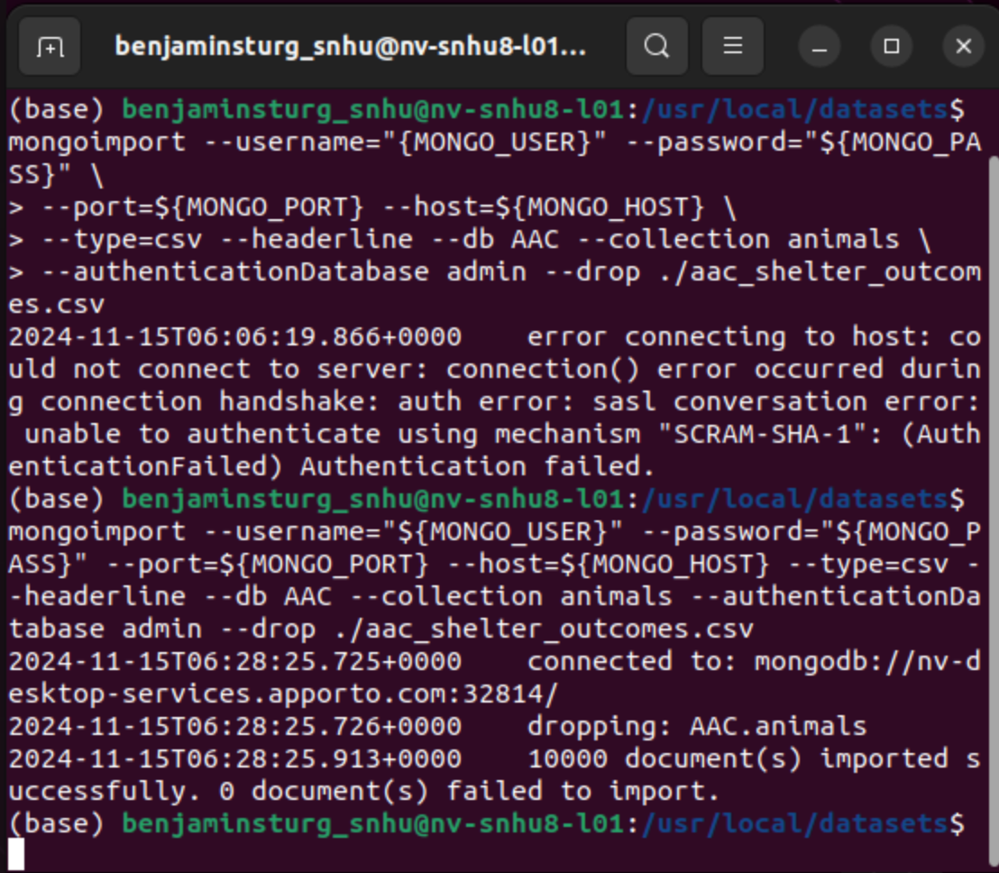 benjaminsturg_snhu@nv-snhu8-l01...
(base) benjaminsturg_snhu@nv-snhu8-l01:/usr/local/datasets$
mongoimport --username="{MONGO_USER}" --password="${MONGO_PA
SS}" \
> --port=${MONGO_PORT} --host=${MONGO_HOST} \
> --type=csv --headerline --db AAC --collection animals \
> --authenticationDatabase admin --drop ./aac_shelter_outcom
es.csv
2024-11-15T06:06:19.866+0000    error connecting to host: co
uld not connect to server: connection() error occurred durin
g connection handshake: auth error: sasl conversation error:
 unable to authenticate using mechanism "SCRAM-SHA-1": (Auth
enticationFailed) Authentication failed.
(base) benjaminsturg_snhu@nv-snhu8-l01:/usr/local/datasets$
mongoimport --username="${MONGO_USER}" --password="${MONGO_P
ASS}" --port=${MONGO_PORT} --host=${MONGO_HOST} --type=csv -
-headerline --db AAC --collection animals --authenticationDa
tabase admin --drop ./aac_shelter_outcomes.csv
2024-11-15T06:28:25.725+0000    connected to: mongodb://nv-d
esktop-services.apporto.com:32814/
2024-11-15T06:28:25.726+0000    dropping: AAC.animals
2024-11-15T06:28:25.913+0000    10000 document(s) imported s
uccessfully. 0 document(s) failed to import.
(base) benjaminsturg_snhu@nv-snhu8-l01:/usr/local/datasets$